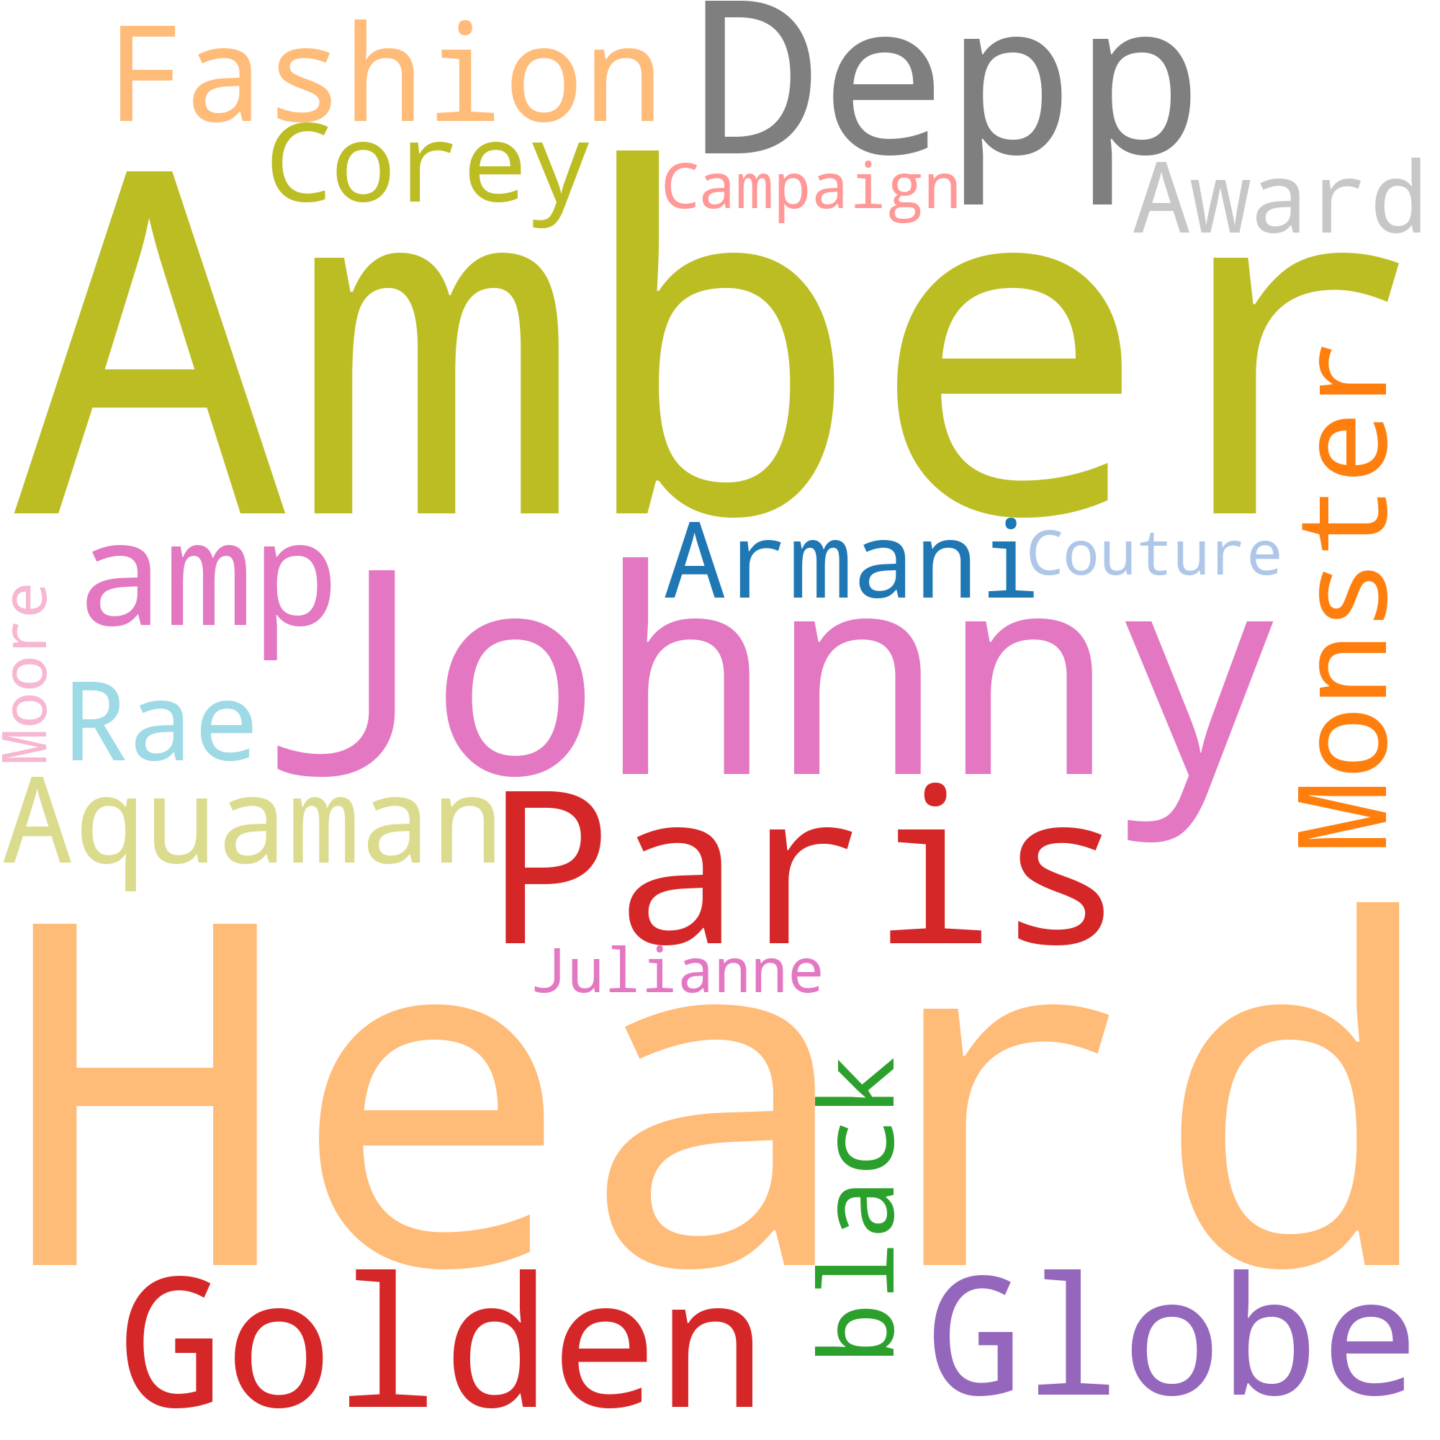 Fashion
Depp
Corey
Campaign
Award
Amber
Monster
amp
Armani
Couture
Johnny
Moore
Rae
Aquaman
Paris
Julianne
Heard
black
Golden
Globe